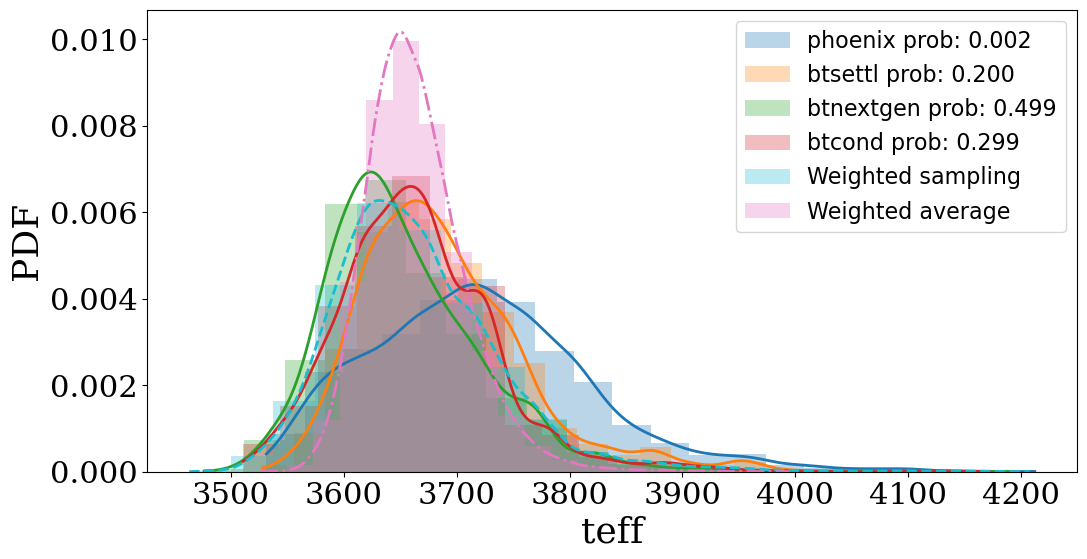 0.010
0.008
0.006
0.004
0.002
0.000
PDF
phoenix prob: 0.002
btsettl prob: 0.200
btnextgen prob: 0.499
btcond prob: 0.299
Weighted sampling
Weighted average
3500 3600 3700 3800 3900 4000 4100 4200
teff